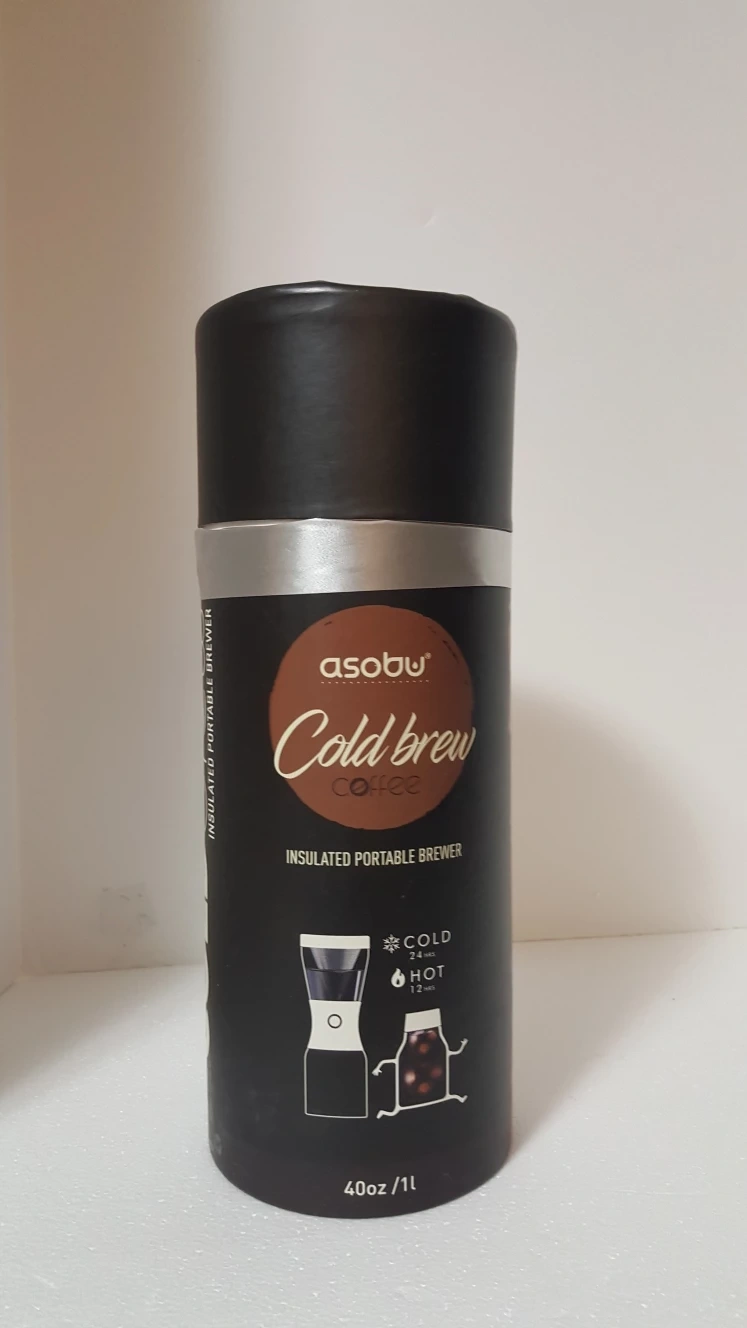 asobu®
Cold brew
coffee
INSULATED PORTABLE BREWER
COLD
24 HRS
HOT
12 HRS
40oz /1l
INSULATED PORTABLE BREWER